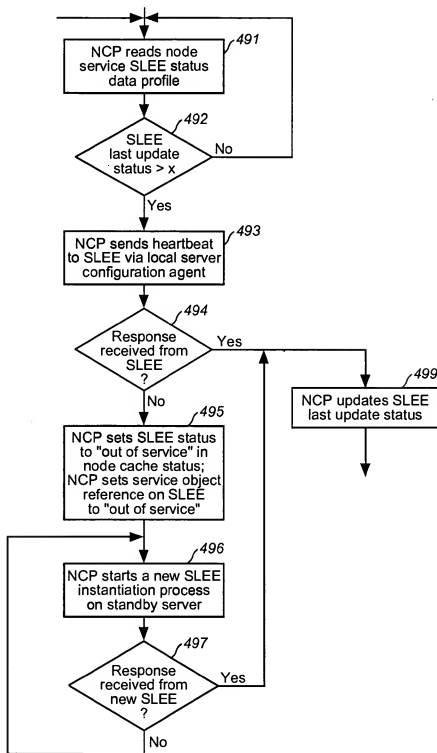 491
NCP reads node
service SLEE status
data profile
492
SLEE
last update
status > x
No
Yes
493
NCP sends heartbeat
to SLEE via local server
configuration agent
494
Response
received from
SLEE
?
Yes
No
499
NCP updates SLEE
last update status
495
NCP sets SLEE status
to "out of service" in
node cache status;
NCP sets service object
reference on SLEE
to "out of service"
496
NCP starts a new SLEE
instantiation process
on standby server
497
Response
received from
new SLEE
?
Yes
No